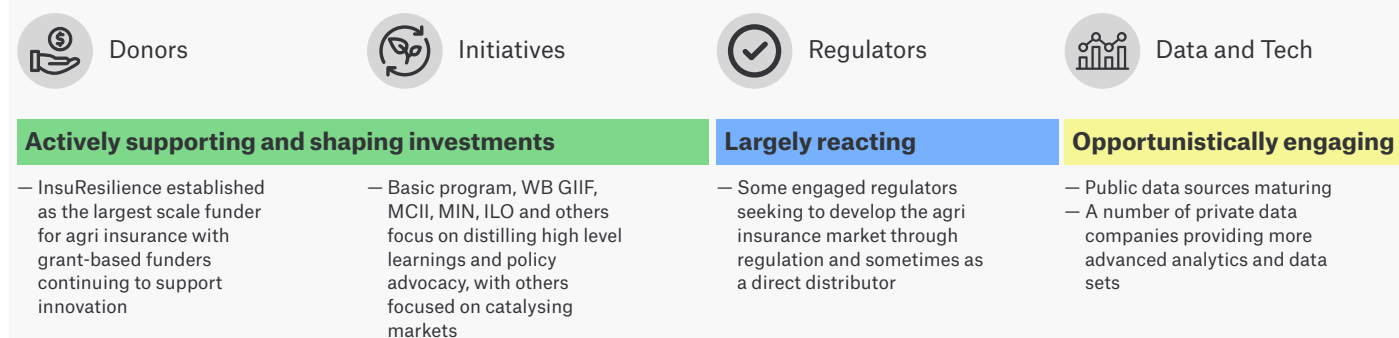 Donors
Initiatives
Regulators
Data and Tech
Actively supporting and shaping investments
Largely reacting
Opportunistically engaging
— InsuResilience established
as the largest scale funder
for agri insurance with
grant-based funders
continuing to support
innovation
— Basic program, WB GIIF,
MCII, MIN, ILO and others
focus on distilling high level
learnings and policy
advocacy, with others
focused on catalysing
markets
— Some engaged regulators
seeking to develop the agri
insurance market through
regulation and sometimes as
a direct distributor
— Public data sources maturing
— A number of private data
companies providing more
advanced analytics and data
sets